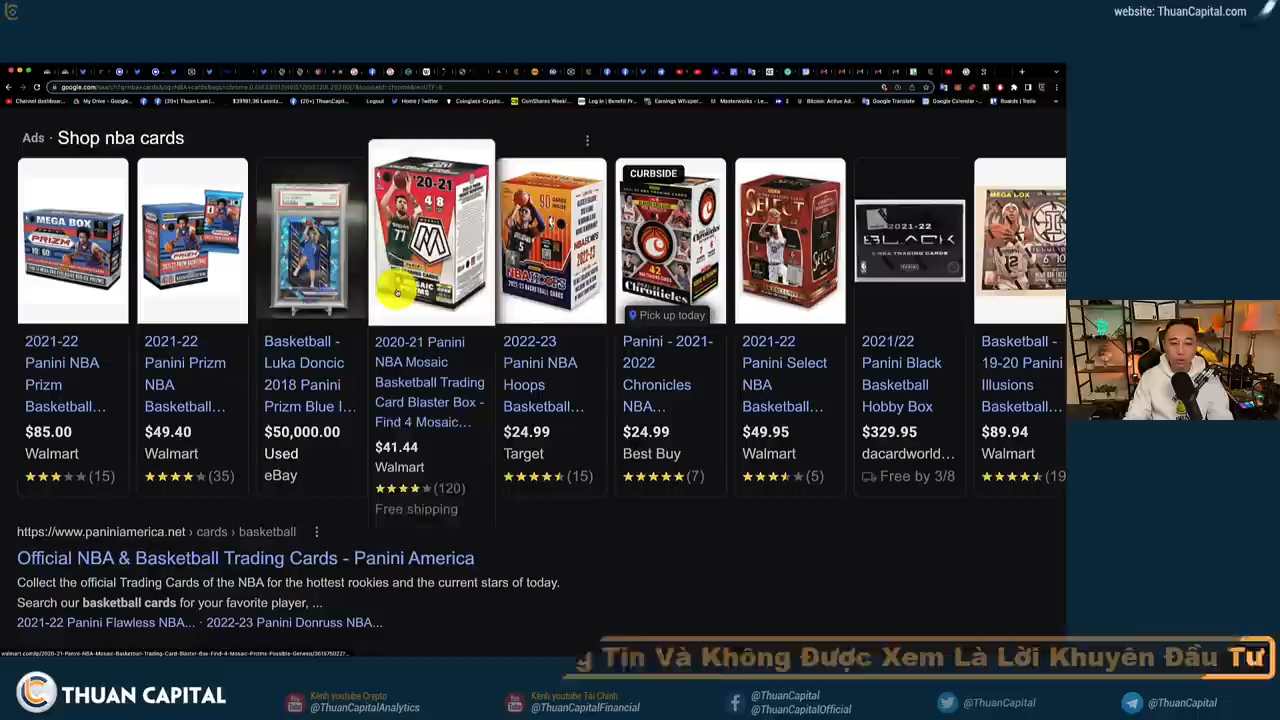 website: ThuanCapital.com
Ads · Shop nba cards
CURBSIDE
Pick up today
2021-22
Panini NBA
Prizm
Basketball...
$85.00
Walmart
(15)
2021-22
Panini Prizm
NBA
Basketball...
$49.40
Walmart
(35)
Basketball -
Luka Doncic
2018 Panini
Prizm Blue I...
$50,000.00
Used
eBay
2020-21 Panini
NBA Mosaic
Basketball Trading
Card Blaster Box -
Find 4 Mosaic...
$41.44
Walmart
(120)
Free shipping
2022-23
Panini NBA
Hoops
Basketball...
$24.99
Target
(15)
Panini - 2021-
2022
Chronicles
NBA...
$24.99
Best Buy
(7)
2021-22
Panini Select
NBA
Basketball...
$49.95
Walmart
(5)
2021/22
Panini Black
Basketball
Hobby Box
$329.95
dacardworld...
Free by 3/8
Basketball -
19-20 Panini
Illusions
Basketball...
$89.94
Walmart
(19
https://www.paniniamerica.net › cards › basketball
Official NBA & Basketball Trading Cards - Panini America
Collect the official Trading Cards of the NBA for the hottest rookies and the current stars of today.
Search our basketball cards for your favorite player, ...
2021-22 Panini Flawless NBA... · 2022-23 Panini Donruss NBA...
g Tin Và Không Được Xem Là Lời Khuyên Đầu Tư
THUAN CAPITAL
Kênh youtube Crypto
@ThuanCapitalAnalytics
Kênh youtube Tài Chính
@ThuanCapitalFinancial
@ThuanCapital
@ThuanCapitalOfficial
@ThuanCapital
@ThuanCapital